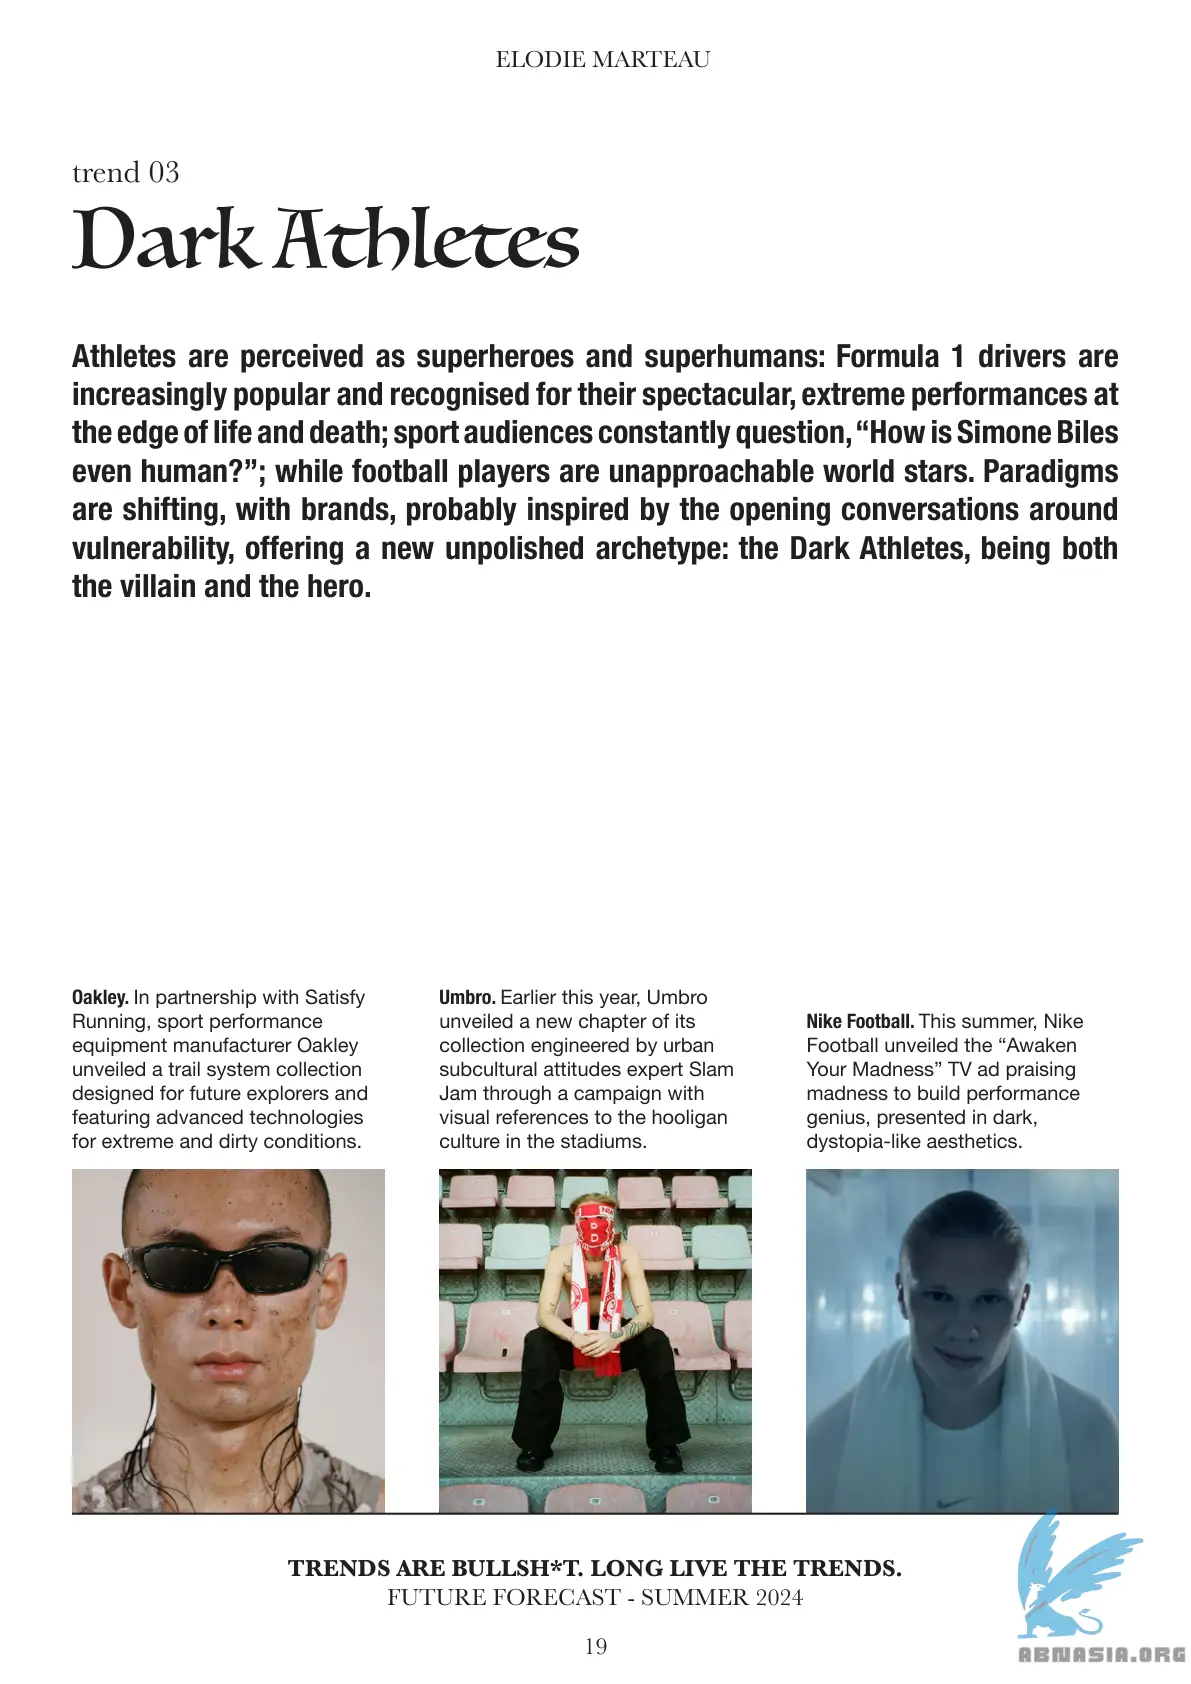 ELODIE MARTEAU
trend 03
Dark Athletes
Athletes are perceived as superheroes and superhumans: Formula 1 drivers are
increasingly popular and recognised for their spectacular, extreme performances at
the edge of life and death; sport audiences constantly question, “How is Simone Biles
even human?”; while football players are unapproachable world stars. Paradigms
are shifting, with brands, probably inspired by the opening conversations around
vulnerability, offering a new unpolished archetype: the Dark Athletes, being both
the villain and the hero.
Oakley. In partnership with Satisfy
Running, sport performance
equipment manufacturer Oakley
unveiled a trail system collection
designed for future explorers and
featuring advanced technologies
for extreme and dirty conditions.
Umbro. Earlier this year, Umbro
unveiled a new chapter of its
collection engineered by urban
subcultural attitudes expert Slam
Jam through a campaign with
visual references to the hooligan
culture in the stadiums.
Nike Football. This summer, Nike
Football unveiled the “Awaken
Your Madness” TV ad praising
madness to build performance
genius, presented in dark,
dystopia-like aesthetics.
TRENDS ARE BULLSH*T. LONG LIVE THE TRENDS.
FUTURE FORECAST - SUMMER 2024
19
ABNASIA.ORG